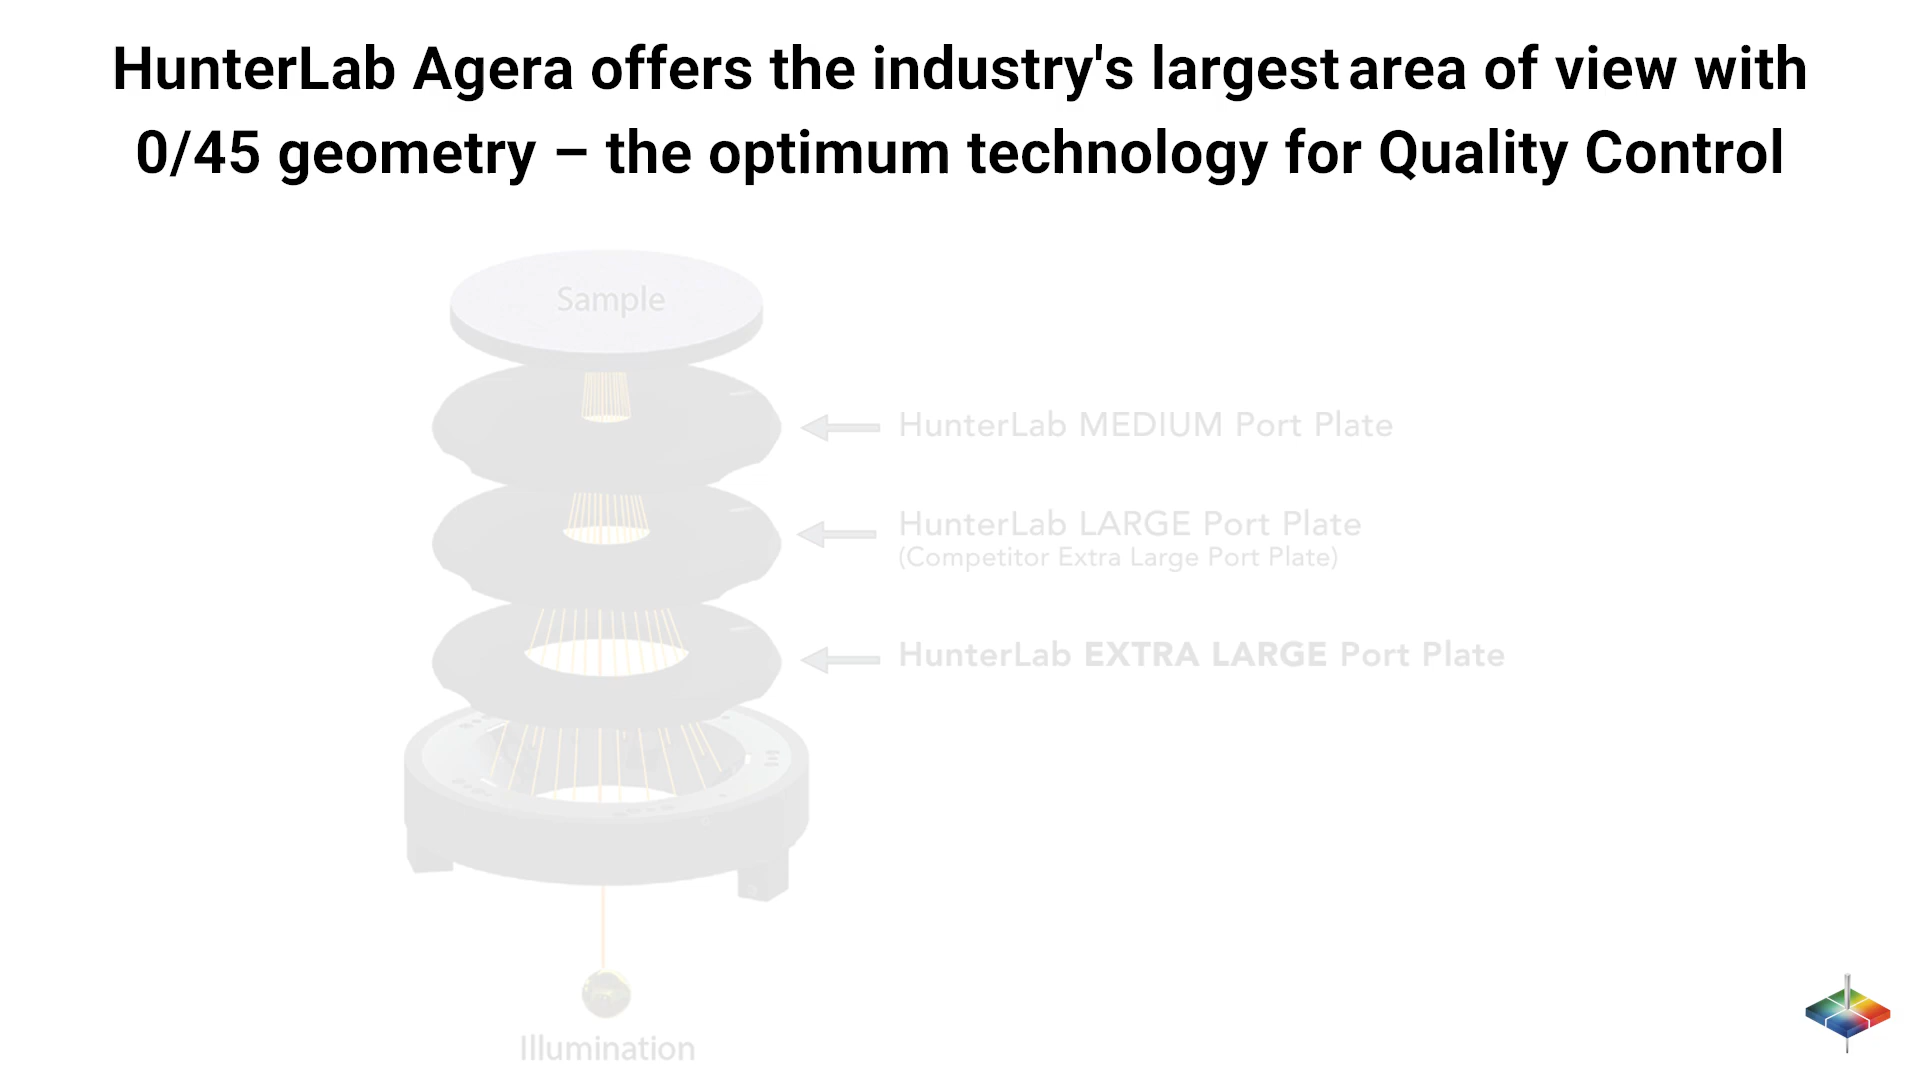 HunterLab Agera offers the industry's largest area of view with
0/45 geometry – the optimum technology for Quality Control
Sample
HunterLab MEDIUM Port Plate
HunterLab LARGE Port Plate
(Competitor Extra Large Port Plate)
HunterLab EXTRA LARGE Port Plate
Illumination